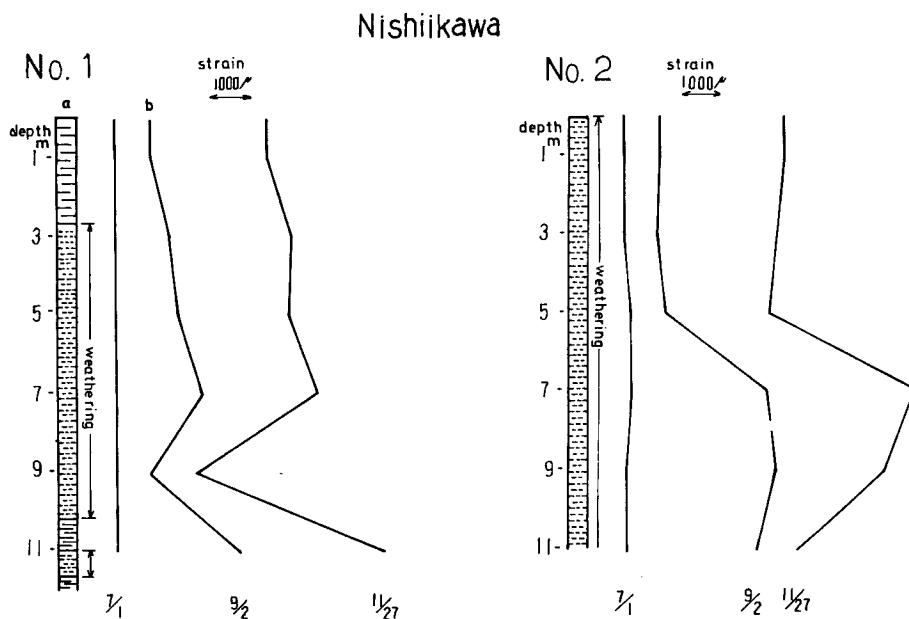 Nishiikawa
No. 1
strain
1000μ
a
b
depth
m
1
3
5
7
9
11
weathering
7/1
9/2
11/27
No. 2
strain
1000μ
depth
m
1
3
5
7
9
11
weathering
7/1
9/2
11/27